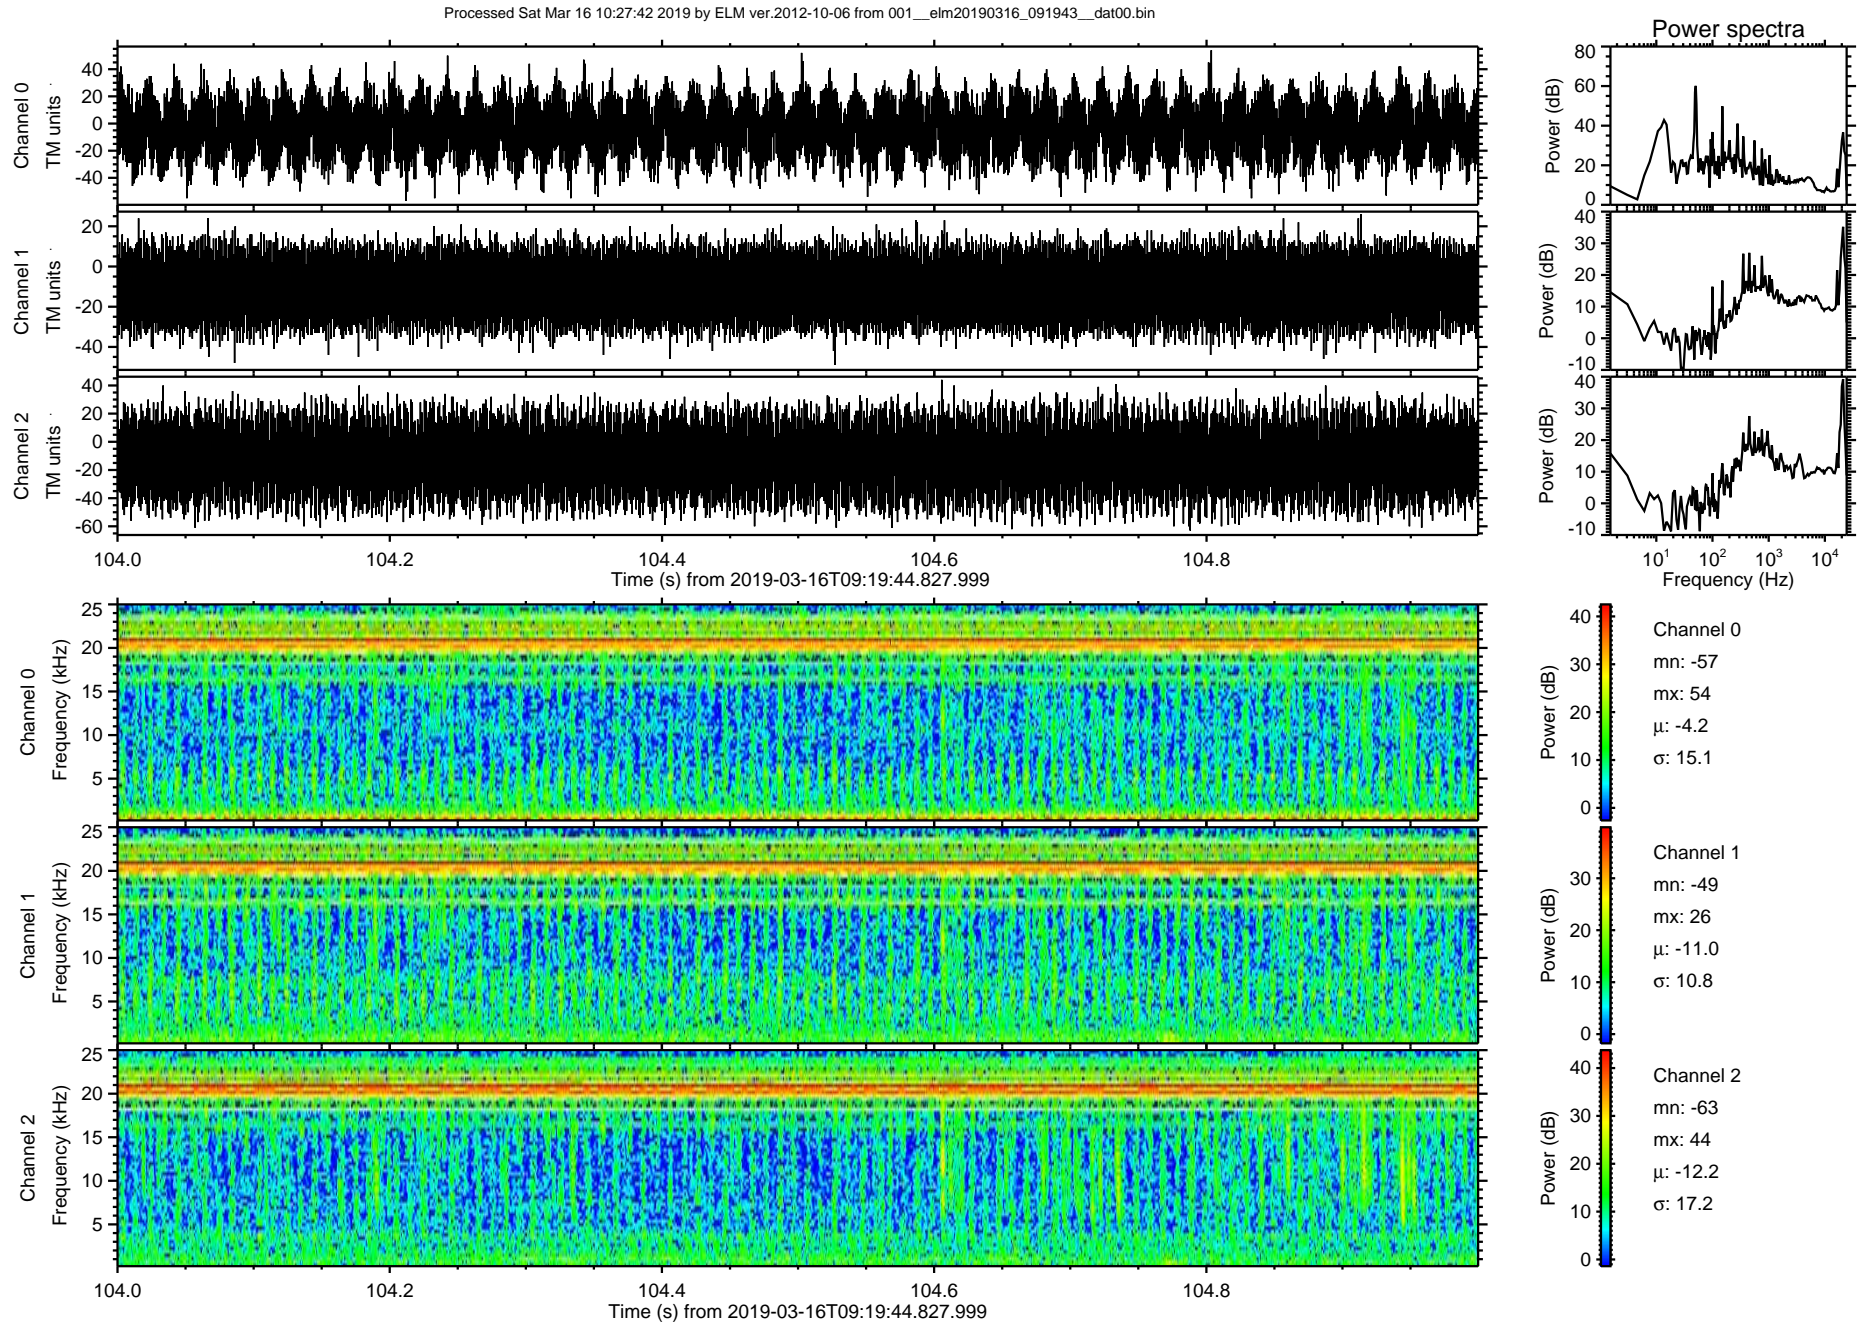 Processed Sat Mar 16 10:27:42 2019 by ELM ver.2012-10-06 from 001__elm20190316_091943__dat00.bin
Power spectra
Channel 0
TM units
40
20
0
-20
-40
Power (dB)
80
60
40
20
0
Channel 1
TM units
20
0
-20
-40
Power (dB)
40
30
20
10
0
-10
Channel 2
TM units
40
20
0
-20
-40
-60
Power (dB)
40
30
20
10
0
-10
104.0 104.2 104.4 104.6 104.8
Time (s) from 2019-03-16T09:19:44.827.999
10^1 10^2 10^3 10^4
Frequency (Hz)
Channel 0
Frequency (kHz)
25
20
15
10
5
Power (dB)
40
30
20
10
0
Channel 0
mn: -57
mx: 54
µ: -4.2
σ: 15.1
Channel 1
Frequency (kHz)
25
20
15
10
5
Power (dB)
30
20
10
0
Channel 1
mn: -49
mx: 26
µ: -11.0
σ: 10.8
Channel 2
Frequency (kHz)
25
20
15
10
5
Power (dB)
40
30
20
10
0
Channel 2
mn: -63
mx: 44
µ: -12.2
σ: 17.2
104.0 104.2 104.4 104.6 104.8
Time (s) from 2019-03-16T09:19:44.827.999